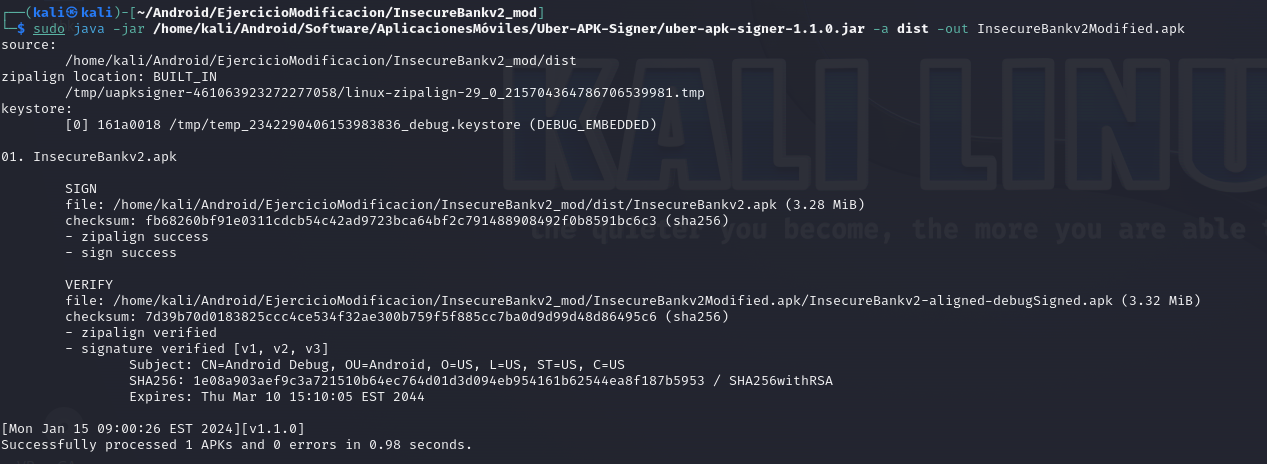 ┌──(kali㉿kali)-[~/Android/EjercicioModificacion/InsecureBankv2_mod]
└─$ sudo java -jar /home/kali/Android/Software/AplicacionesMóviles/Uber-APK-Signer/uber-apk-signer-1.1.0.jar -a dist -out InsecureBankv2Modified.apk
source:
/home/kali/Android/EjercicioModificacion/InsecureBankv2_mod/dist
zipalign location: BUILT_IN
/tmp/uapksigner-461063923272277058/linux-zipalign-29_0_2157043647867065 39981.tmp
keystore:
[0] 161a0018 /tmp/temp_2342290406153983836_debug.keystore (DEBUG_EMBEDDED)
01. InsecureBankv2.apk
SIGN
file: /home/kali/Android/EjercicioModificacion/InsecureBankv2_mod/dist/InsecureBankv2.apk (3.28 MiB)
checksum: fb68260bf91e0311cdcb54c42ad9723bca64bf2c791488908492f0b8591bc6c3 (sha256)
- zipalign success
- sign success
VERIFY
file: /home/kali/Android/EjercicioModificacion/InsecureBankv2_mod/InsecureBankv2Modified.apk/InsecureBankv2-aligned-debugSigned.apk (3.32 MiB)
checksum: 7d39b70d0183825ccc4ce534f32ae300b759f5f885cc7ba0d9d99d48d86495c6 (sha256)
- zipalign verified
- signature verified [v1, v2, v3]
Subject: CN=Android Debug, OU=Android, O=US, L=US, ST=US, C=US
SHA256: 1e08a903aef9c3a721510b64ec764d01d3d094eb954161b62544ea8f187b5953 / SHA256withRSA
Expires: Thu Mar 10 15:10:05 EST 2044
[Mon Jan 15 09:00:26 EST 2024][v1.1.0]
Successfully processed 1 APKs and 0 errors in 0.98 seconds.
KALI LINU
the quieter you become, the more you are able